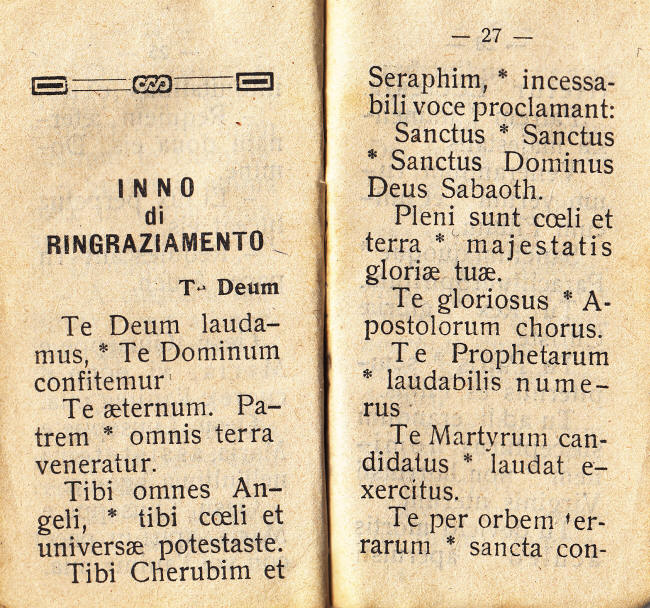 INNO
di
RINGRAZIAMENTO
Te Deum
Te Deum lauda-
mus, * Te Dominum
confitemur
Te æternum. Pa-
trem * omnis terra
veneratur.
Tibi omnes An-
geli, * tibi cœli et
universæ potestaste.
Tibi Cherubim et
— 27 —
Seraphim, * incessa-
bili voce proclamant:
Sanctus * Sanctus
* Sanctus Dominus
Deus Sabaoth.
Pleni sunt cœli et
terra * majestatis
gloriæ tuæ.
Te gloriosus * A-
postolorum chorus.
Te Prophetarum
* laudabilis nume-
rus
Te Martyrum can-
didatus * laudat e-
xercitus.
Te per orbem ter-
rarum * sancta con-